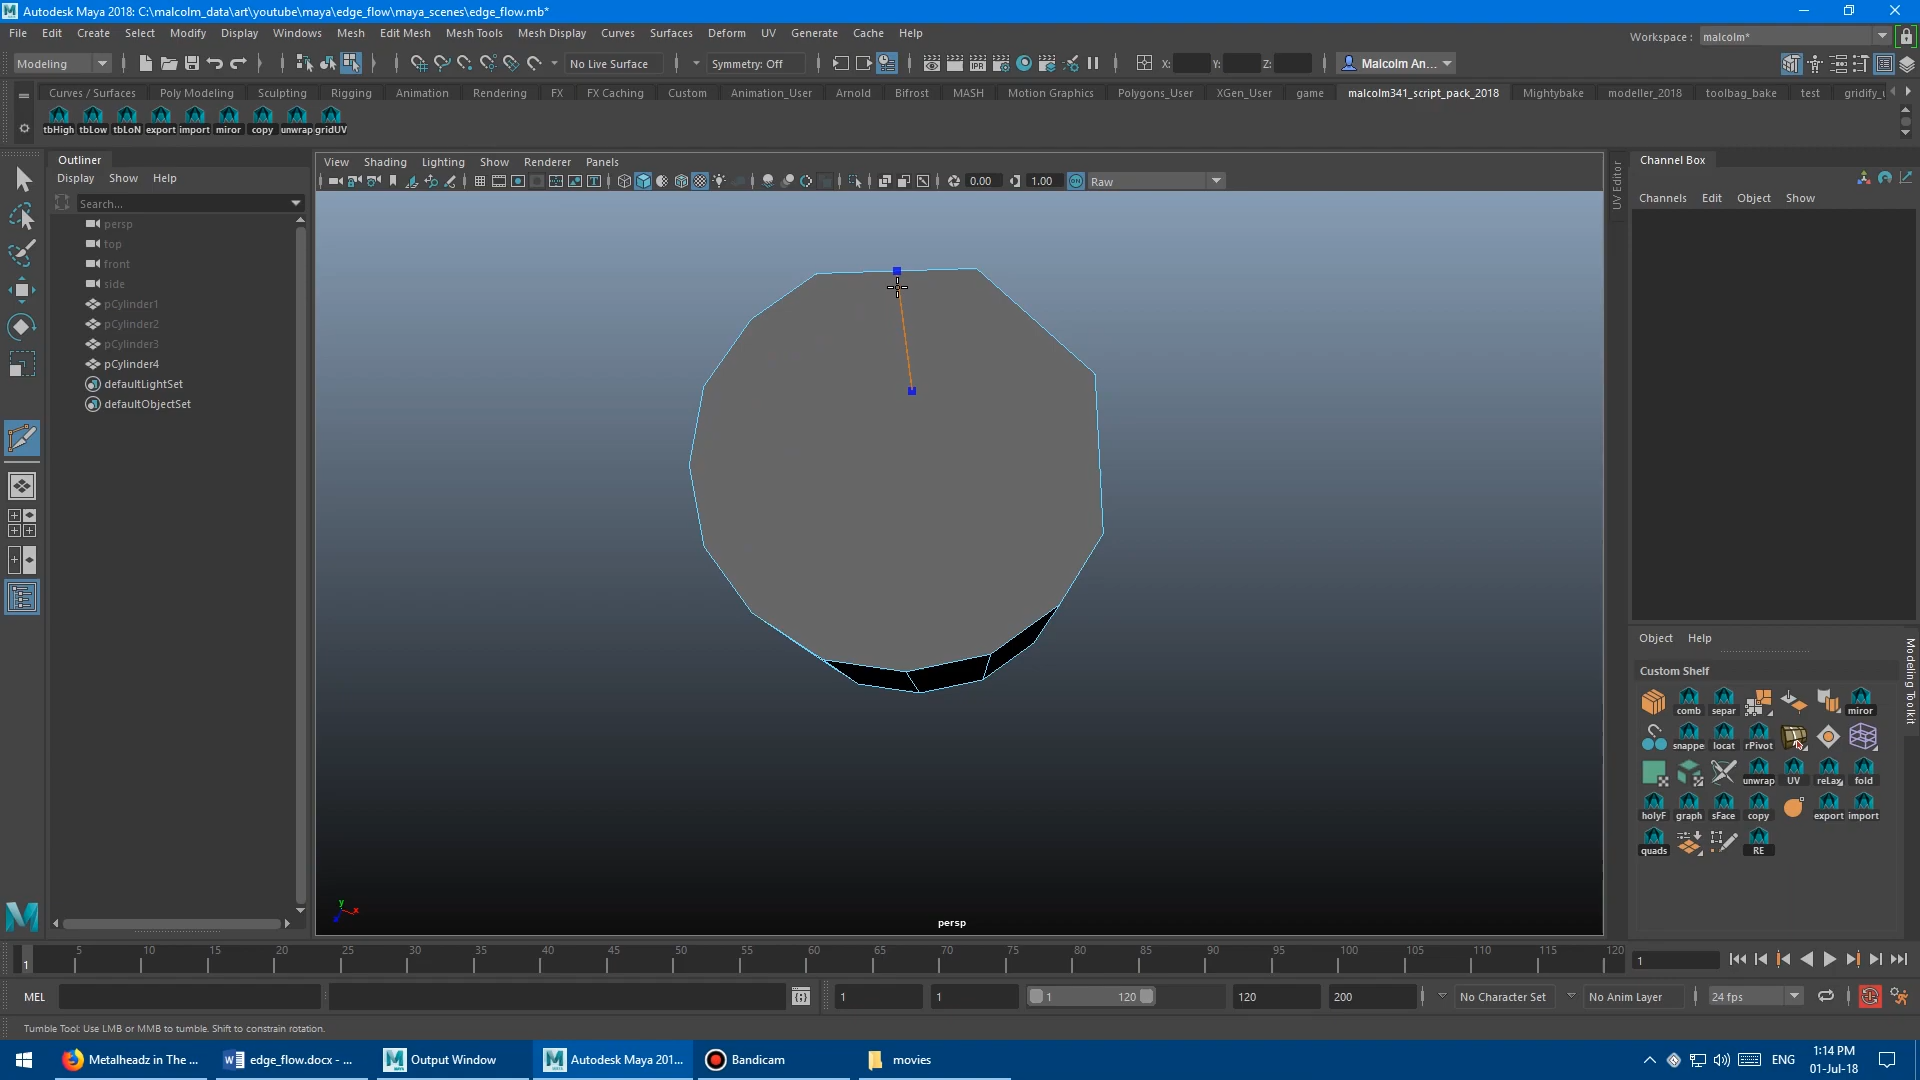 Autodesk Maya 2018: C:\malcolm_data\art\youtube\maya\edge_flow\maya_scenes\edge_flow.mb*
File Edit Create Select Modify Display Windows Mesh Edit Mesh Mesh Tools Mesh Display Curves Surfaces Deform UV Generate Cache Help
Workspace : malcolm*
Modeling No Live Surface Symmetry: Off X: Y: Z: Malcolm An...
Curves / Surfaces Poly Modeling Sculpting Rigging Animation Rendering FX FX Caching Custom Animation_User Arnold Bifrost MASH Motion Graphics Polygons_User XGen_User game malcolm341_script_pack_2018 Mightybake modeller_2018 toolbag_bake test gridify_u
tbHigh tbLow tbLoN export import miror copy unwrap gridUV
Outliner
Display Show Help
Search...
persp
top
front
side
pCylinder1
pCylinder2
pCylinder3
pCylinder4
defaultLightSet
defaultObjectSet
View Shading Lighting Show Renderer Panels
0.00 1.00 Raw
y
x
persp
UV Editor
Channel Box
Channels Edit Object Show
Object Help
Modeling Toolkit
Custom Shelf
comb separ miror
snappe locat rPivot
unwrap UV reLax fold
holyF graph sFace copy export import
quads RE
1 5 10 15 20 25 30 35 40 45 50 55 60 65 70 75 80 85 90 95 100 105 110 115 120 1
MEL 1 1 1 120 120 200 No Character Set No Anim Layer 24 fps
Tumble Tool: Use LMB or MMB to tumble. Shift to constrain rotation.
Metalheadz in The ... edge_flow.docx - ... Output Window Autodesk Maya 201... Bandicam movies ENG 1:14 PM
01-Jul-18